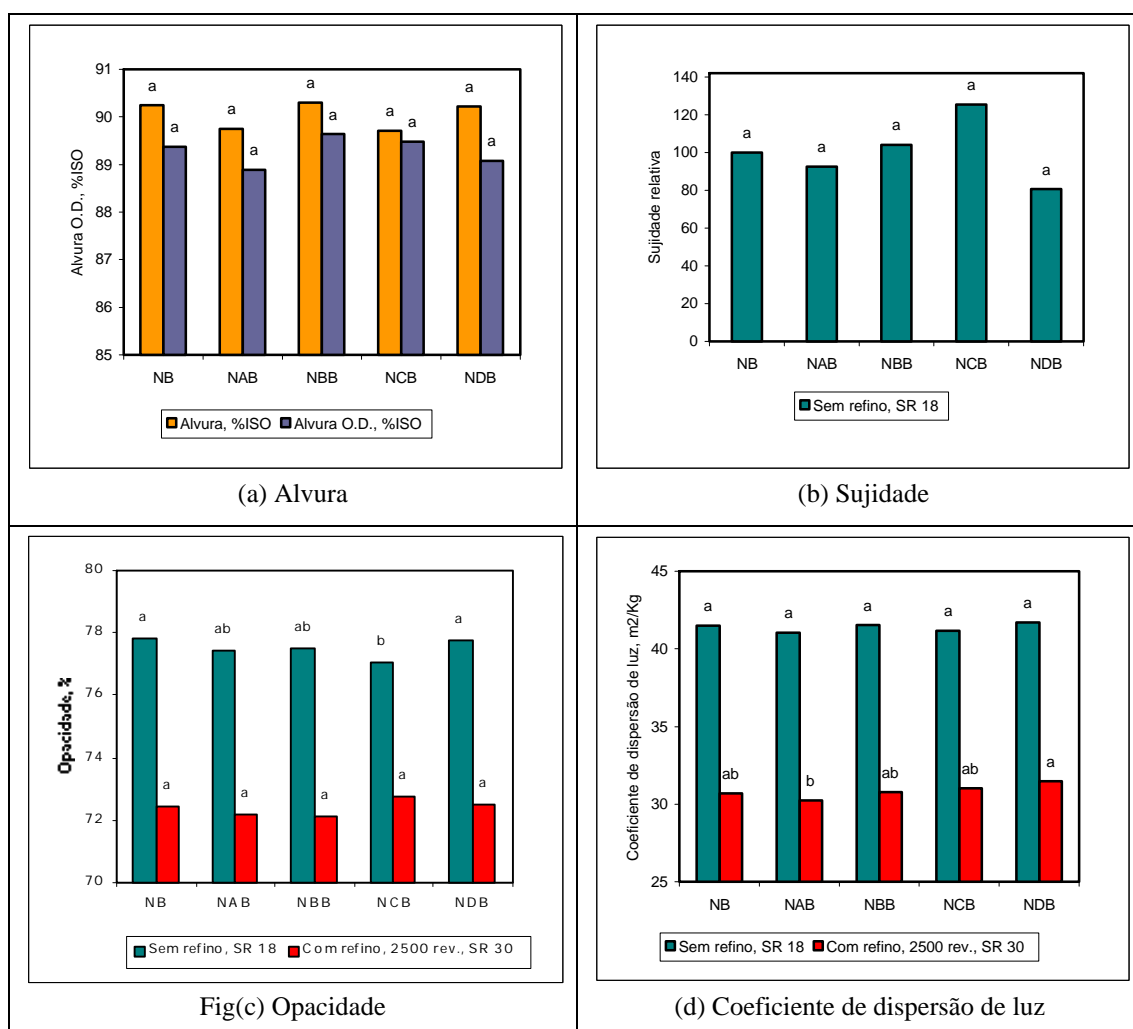 91
90
89
88
87
86
85
Alvura O.D., %ISO
a a a a a
a a a a a
NB NAB NBB NCB NDB
Alvura, %ISO Alvura O.D., %ISO
(a) Alvura
140
120
100
80
60
40
20
0
Sujidade relativa
a a a a a
NB NAB NBB NCB NDB
Sem refino, SR 18
(b) Sujidade
80
78
76
74
72
70
Opacidade, %
a ab ab b a
a a a a a
NB NAB NBB NCB NDB
Sem refino, SR 18 Com refino, 2500 rev., SR 30
Fig(c) Opacidade
45
40
35
30
25
Coeficiente de dispersão de luz, m2/Kg
a a a a a
ab b ab ab a
NB NAB NBB NCB NDB
Sem refino, SR 18 Com refino, 2500 rev., SR 30
(d) Coeficiente de dispersão de luz